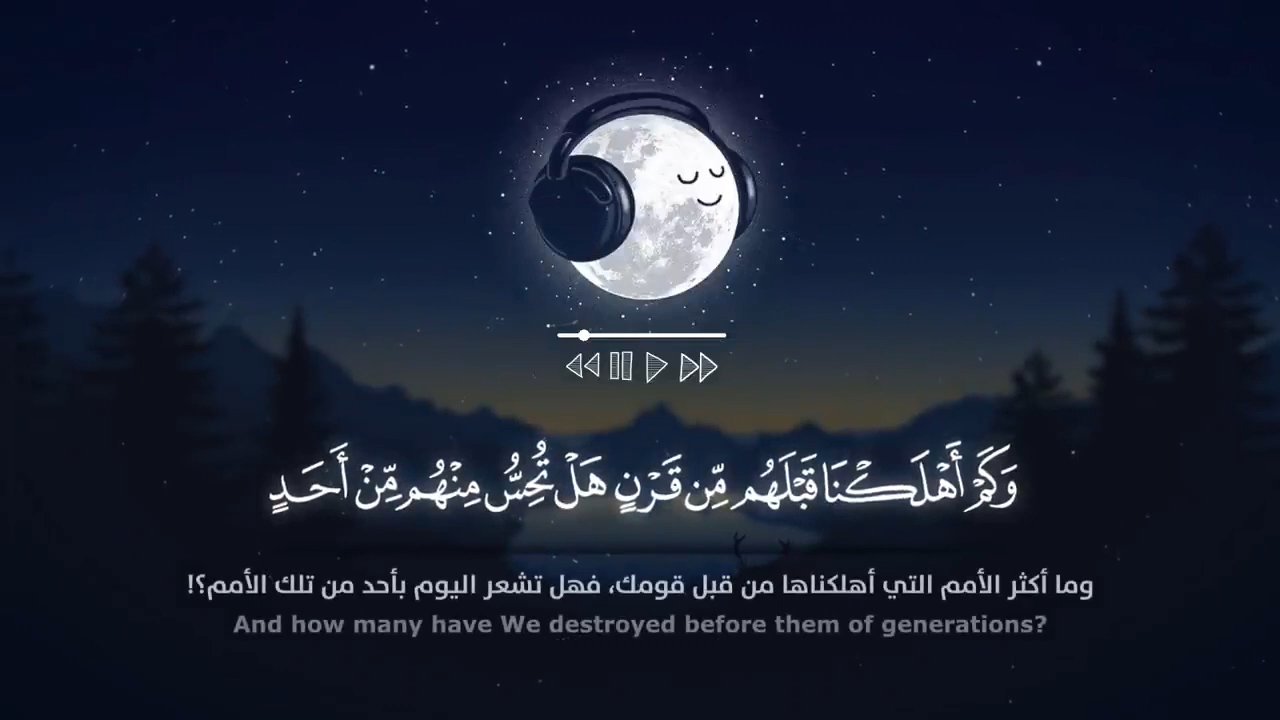 وَكَمْ أَهْلَكْنَا قَبْلَهُم مِّن قَرْنٍ هَلْ تُحِسُّ مِنْهُم مِّنْ أَحَدٍ
وما أكثر الأمم التي أهلكناها من قبل قومك، فهل تشعر اليوم بأحد من تلك الأمم؟!
And how many have We destroyed before them of generations?